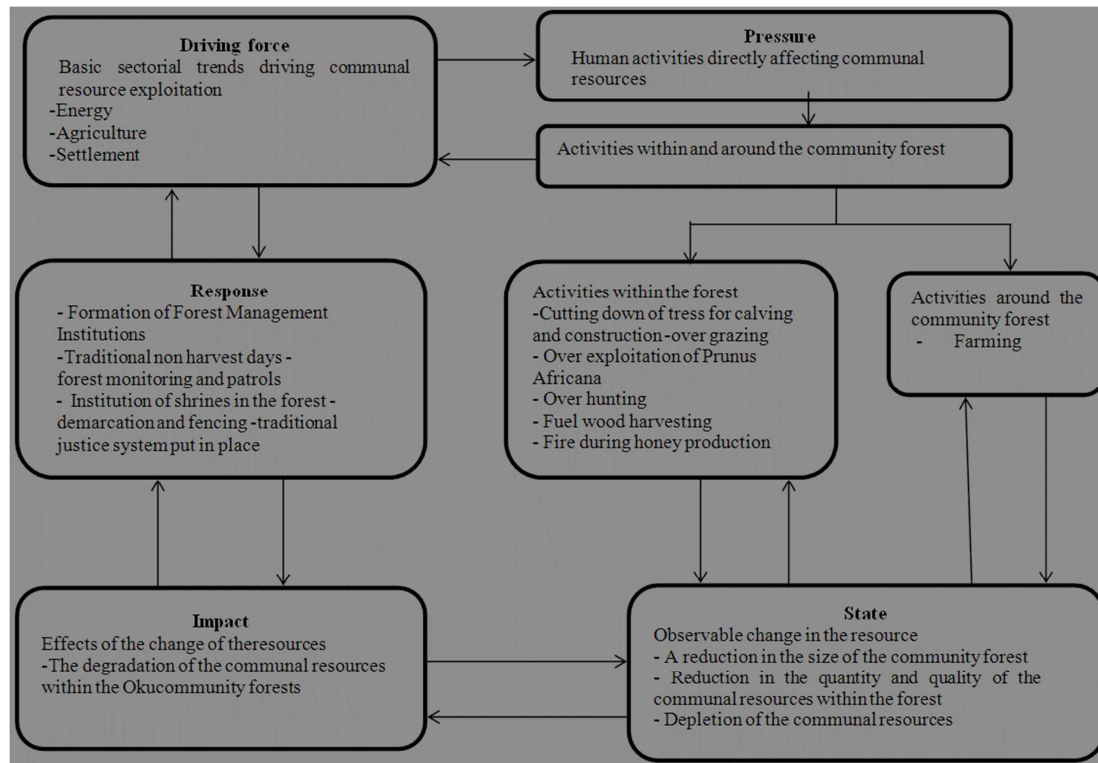 Driving force
Basic sectorial trends driving communal
resource exploitation
-Energy
-Agriculture
-Settlement
Pressure
Human activities directly affecting communal
resources
Activities within and around the community forest
Response
- Formation of Forest Management
Institutions
-Traditional non harvest days -
forest monitoring and patrols
- Institution of shrines in the forest -
demarcation and fencing -traditional
justice system put in place
Activities within the forest
-Cutting down of tress for calving
and construction -over grazing
- Over exploitation of Prunus
Africana
- Over hunting
- Fuel wood harvesting
- Fire during honey production
Activities around the
community forest
- Farming
Impact
Effects of the change of theresources
-The degradation of the communal resources
within the Okucommunity forests
State
Observable change in the resource
- A reduction in the size of the community forest
- Reduction in the quantity and quality of the
communal resources within the forest
- Depletion of the communal resources